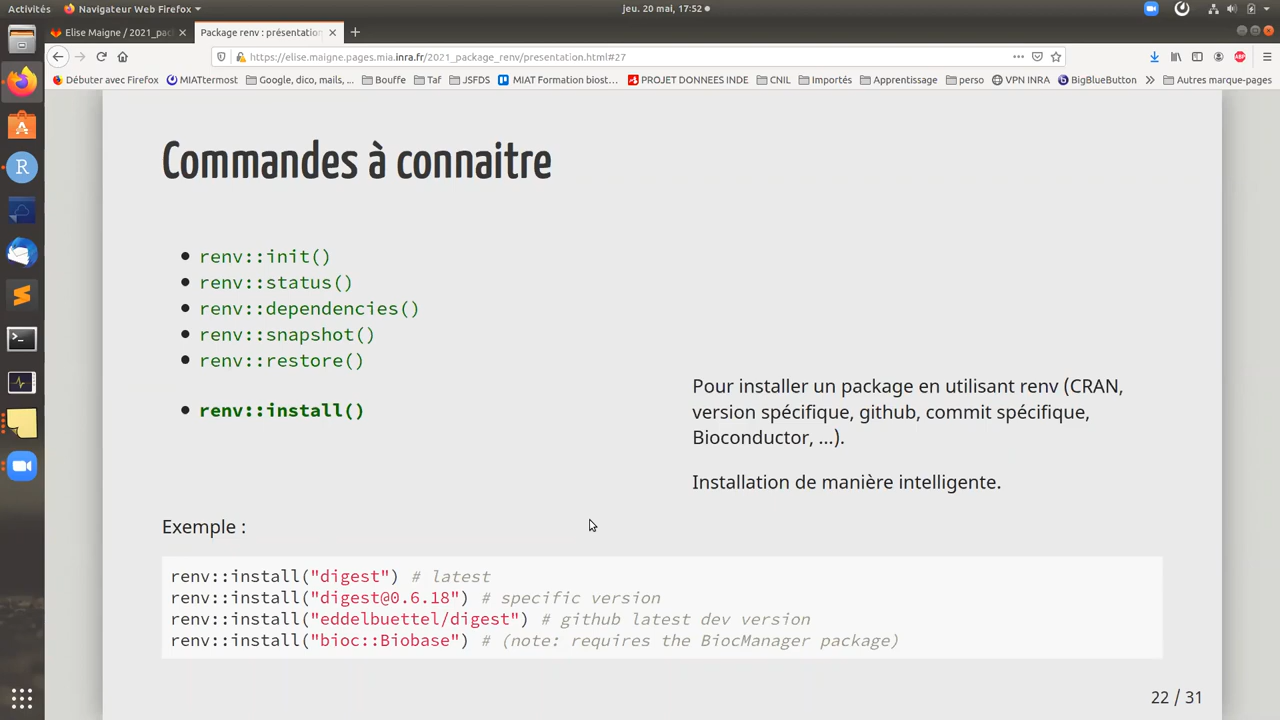 Activités
Navigateur Web Firefox
jeu. 20 mai, 17:52
Elise Maigne / 2021_pac
Package renv : présentation
https://elise.maigne.pages.mia.inra.fr/2021_package_renv/presentation.html#27
Débuter avec Firefox
MIATtermost
Google, dico, mails, ...
Bouffe
Taf
JSFDS
MIAT Formation biost...
PROJET DONNEES INDE
CNIL
Importés
Apprentissage
perso
VPN INRA
BigBlueButton
Autres marque-pages
Commandes à connaitre
renv::init()
renv::status()
renv::dependencies()
renv::snapshot()
renv::restore()
renv::install()
Pour installer un package en utilisant renv (CRAN,
version spécifique, github, commit spécifique,
Bioconductor, ...).
Installation de manière intelligente.
Exemple :
renv::install("digest") # latest
renv::install("digest@0.6.18") # specific version
renv::install("eddelbuettel/digest") # github latest dev version
renv::install("bioc::Biobase") # (note: requires the BiocManager package)
22 / 31